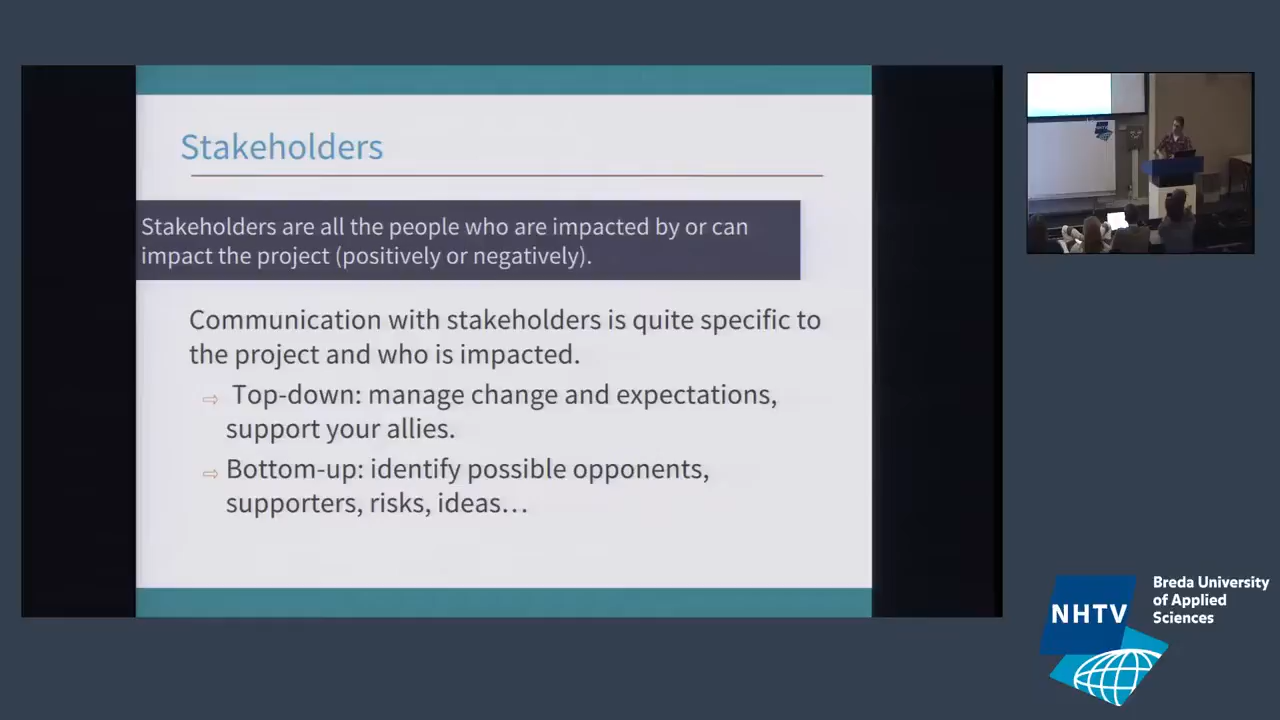 Stakeholders
Stakeholders are all the people who are impacted by or can
impact the project (positively or negatively).
Communication with stakeholders is quite specific to
the project and who is impacted.
⇨ Top-down: manage change and expectations,
support your allies.
⇨ Bottom-up: identify possible opponents,
supporters, risks, ideas…
NHTV
NHTV
Breda University
of Applied
Sciences